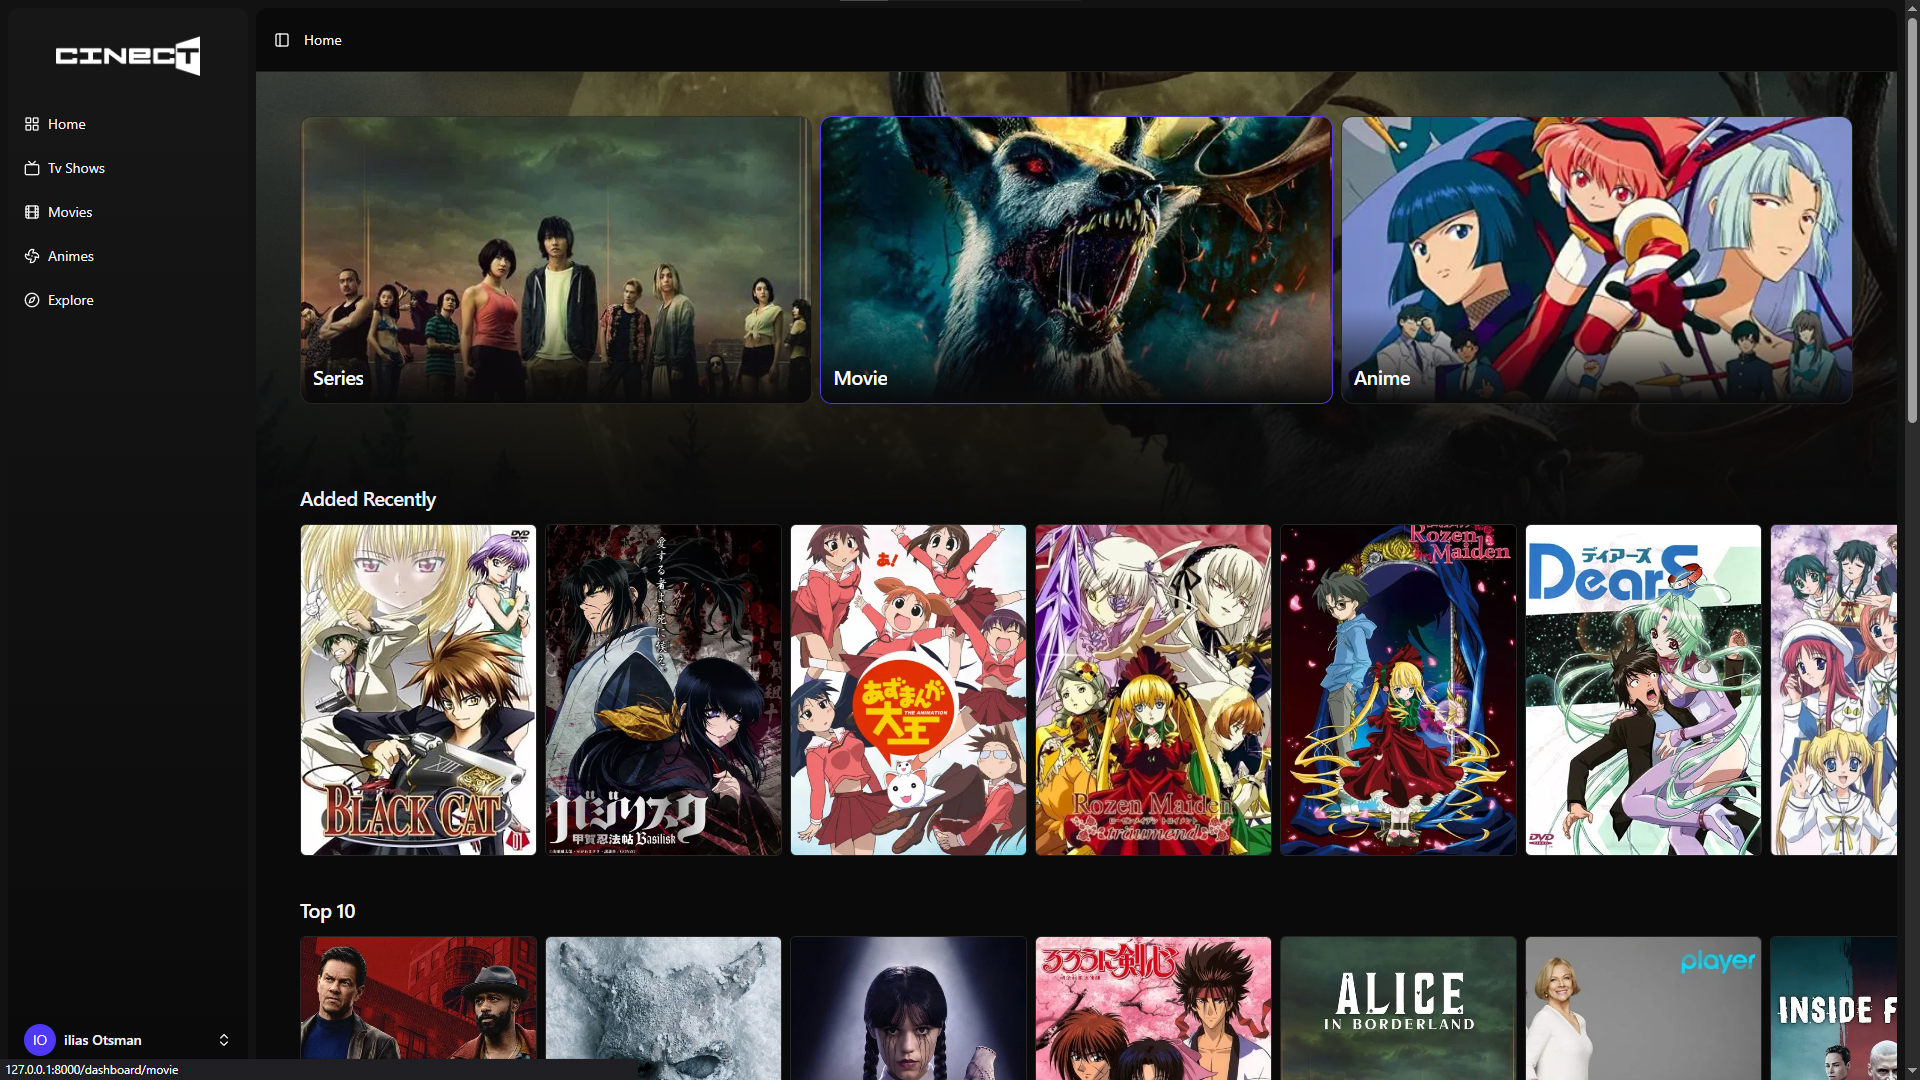 CINECT
Home
Home
Tv Shows
Movies
Animes
Explore
Series
Movie
Anime
Added Recently
DVD
BLACK CAT
愛する者よ、死に候え。
バジリスク
甲賀忍法帖 Basilisk
あ!
あずまんが
大王
THE ANIMATION
Rozen Maiden
träumend
Rozen
Maiden
ディアーズ
DearS
DVD
Top 10
るろうに剣心
ALICE
IN BORDERLAND
player
INSIDE F
IO
ilias Otsman
127.0.0.1:8000/dashboard/movie